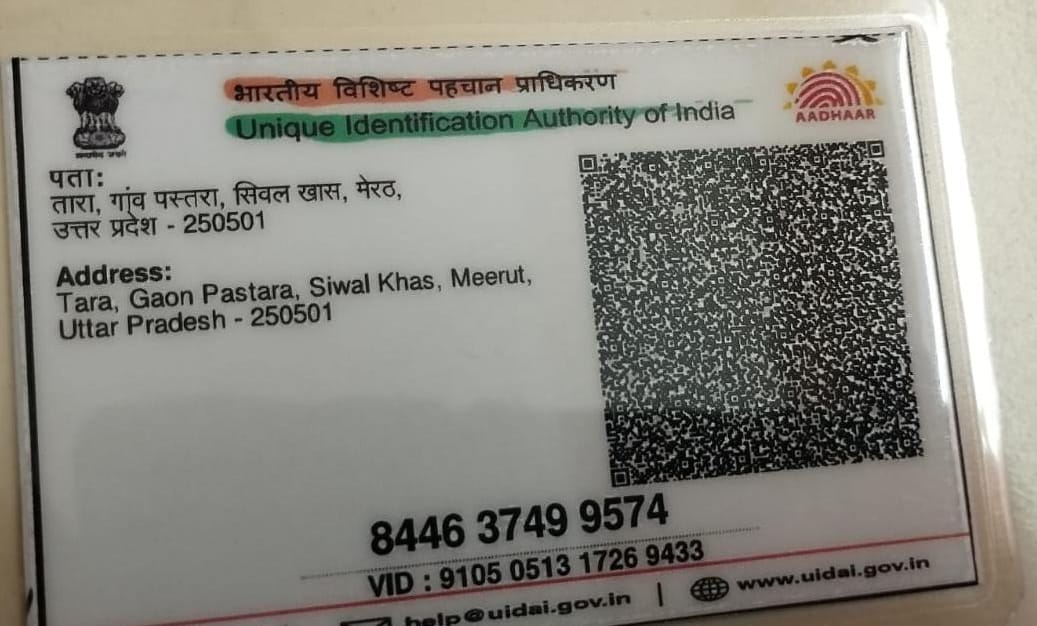 भारतीय विशिष्ट पहचान प्राधिकरण
Unique Identification Authority of India
AADHAAR
पता:
तारा, गांव पस्तरा, सिवल खास, मेरठ,
उत्तर प्रदेश - 250501
Address:
Tara, Gaon Pastara, Siwal Khas, Meerut,
Uttar Pradesh - 250501
8446 3749 9574
VID : 9105 0513 1726 9433
help@uidai.gov.in | www.uidai.gov.in